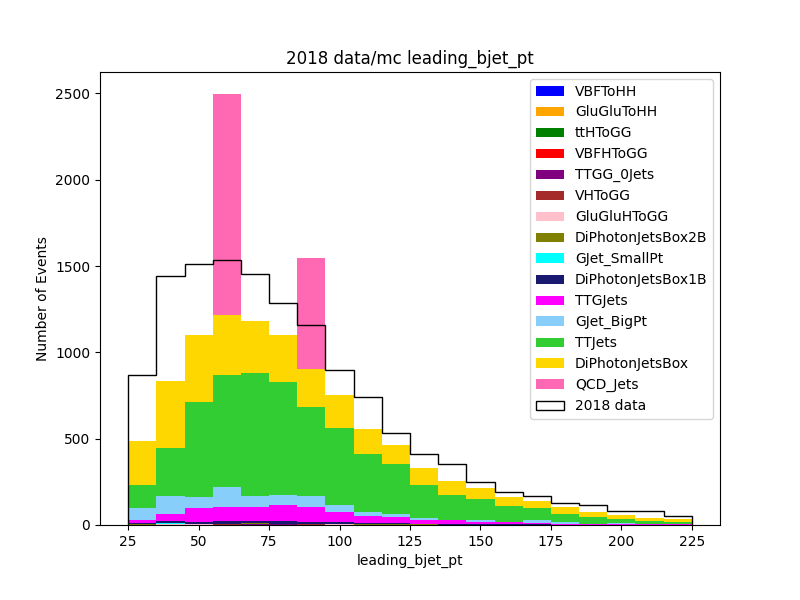 2018 data/mc leading_bjet_pt
Number of Events
2500
2000
1500
1000
500
0
25
50
75
100
125
150
175
200
225
leading_bjet_pt
VBFToHH
GluGluToHH
ttHToGG
VBFHToGG
TTGG_0Jets
VHToGG
GluGluHToGG
DiPhotonJetsBox2B
GJet_SmallPt
DiPhotonJetsBox1B
TTGJets
GJet_BigPt
TTJets
DiPhotonJetsBox
QCD_Jets
2018 data